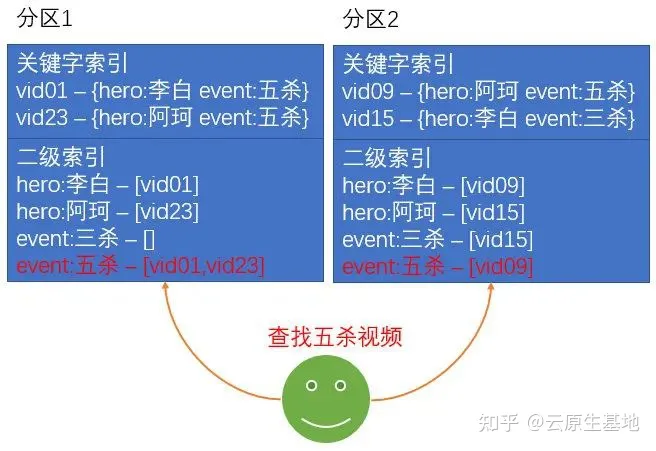 分区1
关键字索引
vid01 – {hero:李白 event:五杀}
vid23 – {hero:阿珂 event:五杀}
二级索引
hero:李白 – [vid01]
hero:阿珂 – [vid23]
event:三杀 – []
event:五杀 – [vid01,vid23]
分区2
关键字索引
vid09 – {hero:阿珂 event:五杀}
vid15 – {hero:李白 event:三杀}
二级索引
hero:李白 – [vid09]
hero:阿珂 – [vid15]
event:三杀 – [vid15]
event:五杀 – [vid09]
查找五杀视频
知乎 @云原生基地